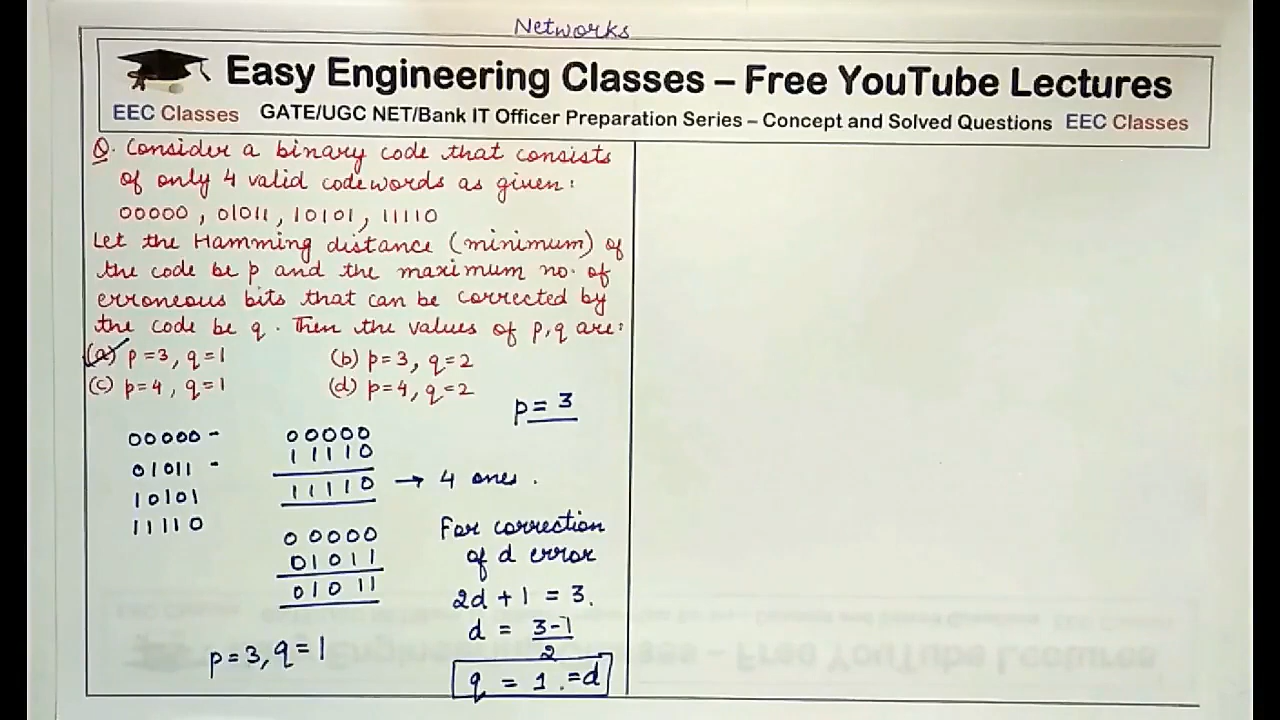 Networks
Easy Engineering Classes – Free YouTube Lectures
EEC Classes GATE/UGC NET/Bank IT Officer Preparation Series – Concept and Solved Questions EEC Classes
Q. Consider a binary code that consists
of only 4 valid codewords as given:
00000 , 01011 , 10101 , 11110
Let the Hamming distance (minimum) of
the code be p and the maximum no. of
erroneous bits that can be corrected by
the code be q . Then the values of p,q are:
(a) p=3, q=1 (b) p=3, q=2
(c) p=4, q=1 (d) p=4, q=2
p = 3
00000 -
01011 -
10101
11110
00000
11110
11110 → 4 ones .
00000
01011
01011
p=3, q=1
For correction
of d error
2d + 1 = 3.
d = 3-1
2
q = 1 . =d